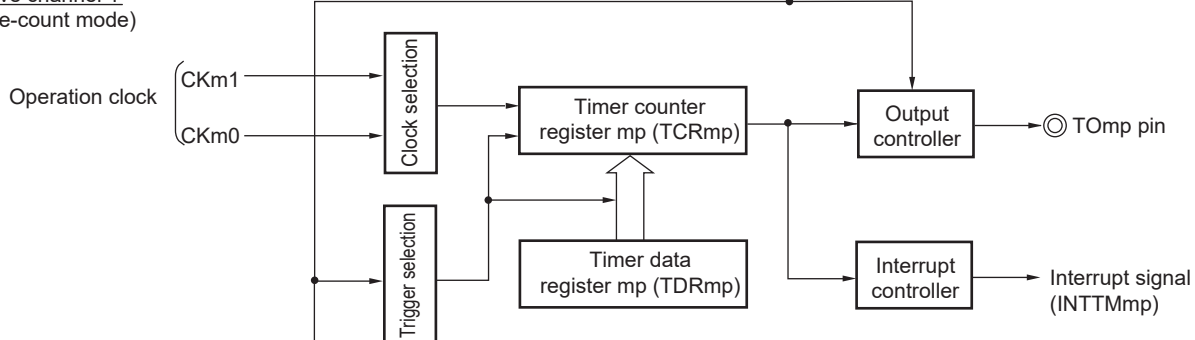 e-count mode)
CKm1
Operation clock
CKm0
Clock selection
Timer counter
register mp (TCRmp)
Output
controller
TOmp pin
Trigger selection
Timer data
register mp (TDRmp)
Interrupt
controller
Interrupt signal
(INTTMmp)